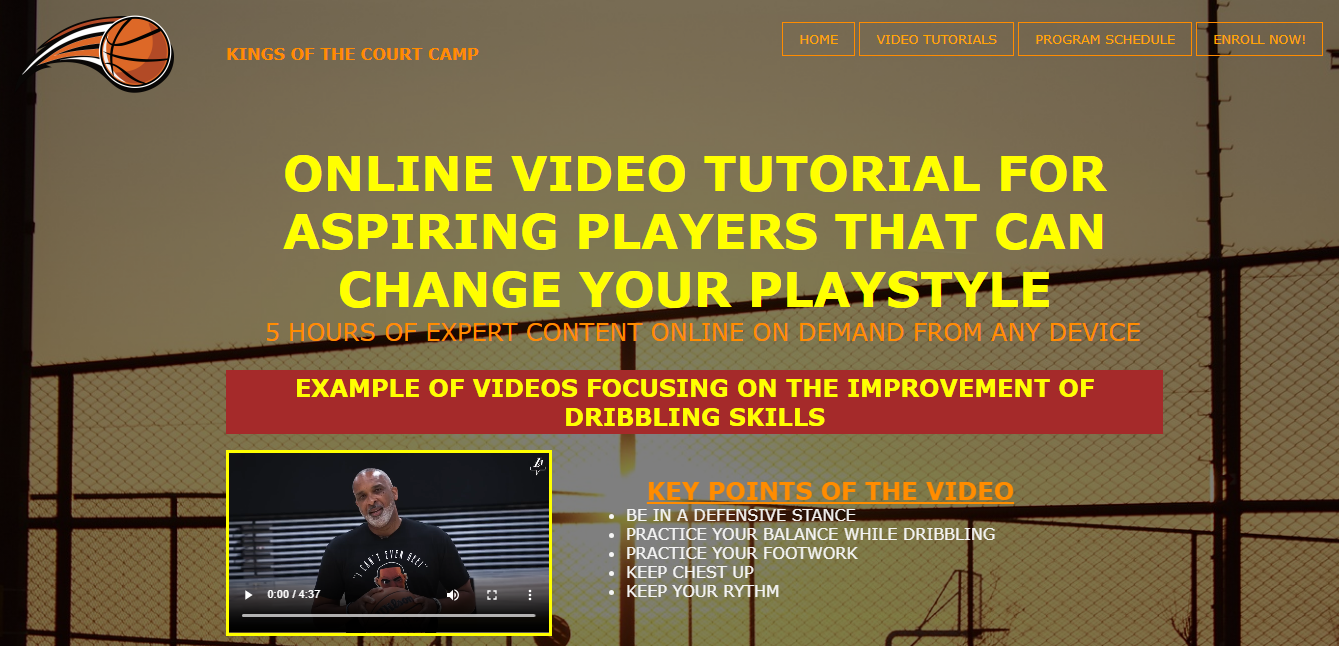 KINGS OF THE COURT CAMP
HOME
VIDEO TUTORIALS
PROGRAM SCHEDULE
ENROLL NOW!
ONLINE VIDEO TUTORIAL FOR
ASPIRING PLAYERS THAT CAN
CHANGE YOUR PLAYSTYLE
5 HOURS OF EXPERT CONTENT ONLINE ON DEMAND FROM ANY DEVICE
EXAMPLE OF VIDEOS FOCUSING ON THE IMPROVEMENT OF
DRIBBLING SKILLS
"I CAN'T EVEN
0:00 / 4:37
KEY POINTS OF THE VIDEO
BE IN A DEFENSIVE STANCE
PRACTICE YOUR BALANCE WHILE DRIBBLING
PRACTICE YOUR FOOTWORK
KEEP CHEST UP
KEEP YOUR RYTHM